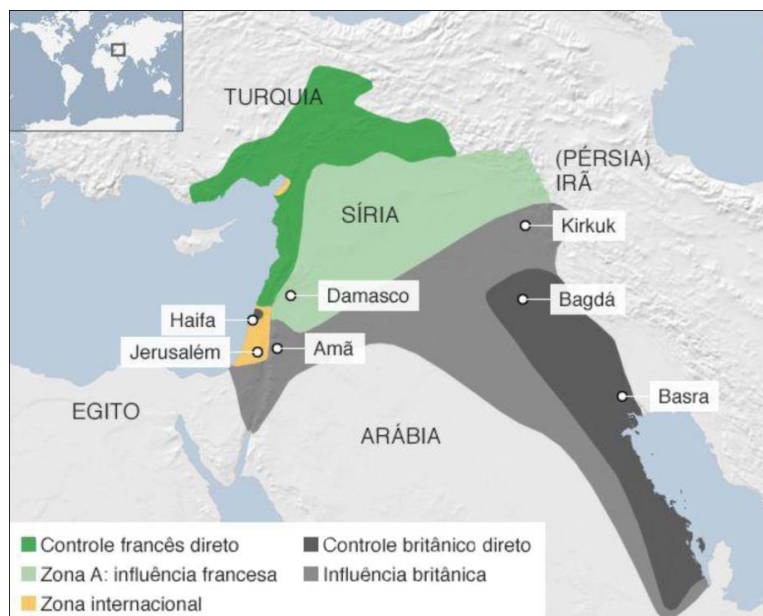 TURQUIA
(PÉRSIA)
IRÃ
SÍRIA
Kirkuk
Damasco
Bagdá
Haifa
Jerusalém
Amã
Basra
EGITO
ARÁBIA
Controle francês direto
Controle britânico direto
Zona A: influência francesa
Influência britânica
Zona internacional